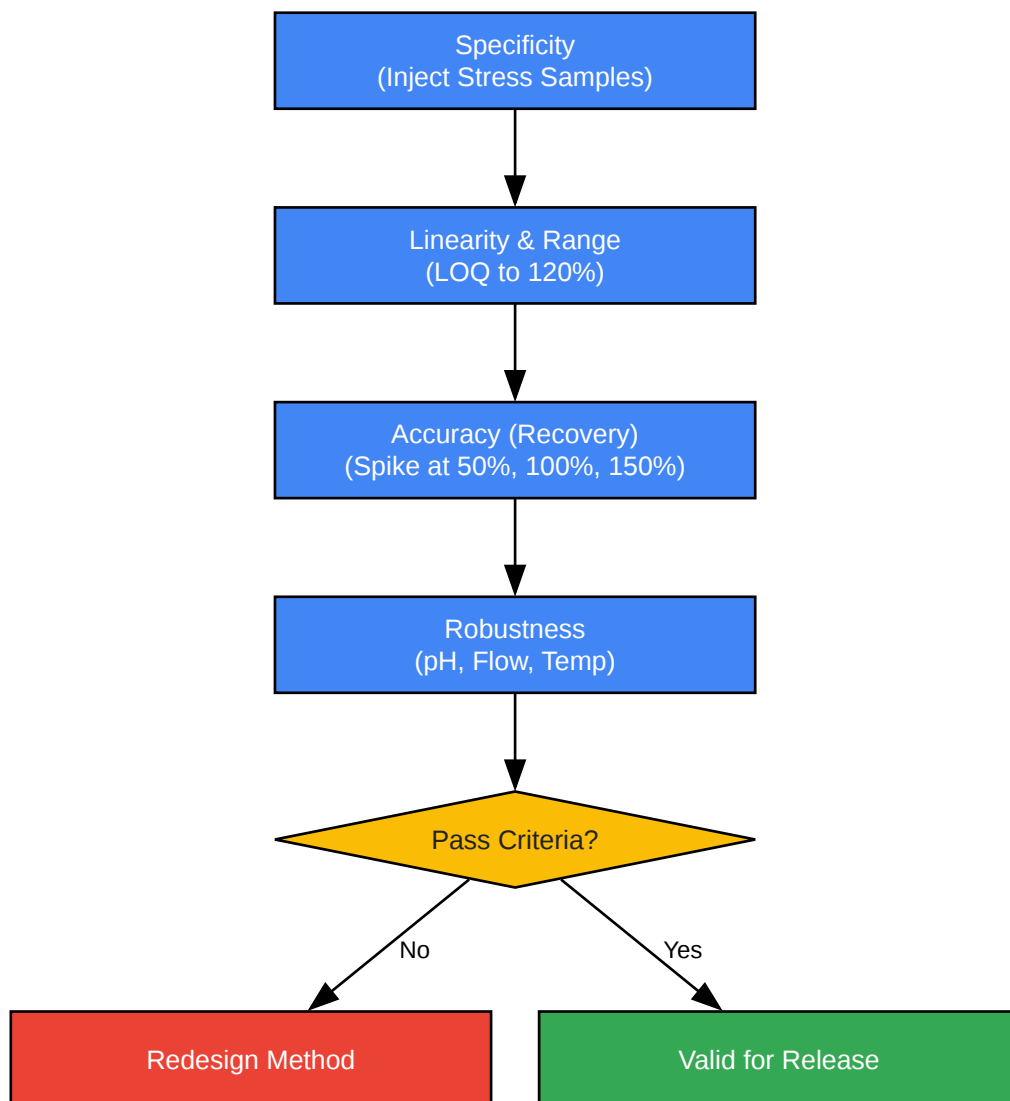 Specificity
(Inject Stress Samples)
Linearity & Range
(LOQ to 120%)
Accuracy (Recovery)
(Spike at 50%, 100%, 150%)
Robustness
(pH, Flow, Temp)
Pass Criteria?
No
Yes
Redesign Method
Valid for Release